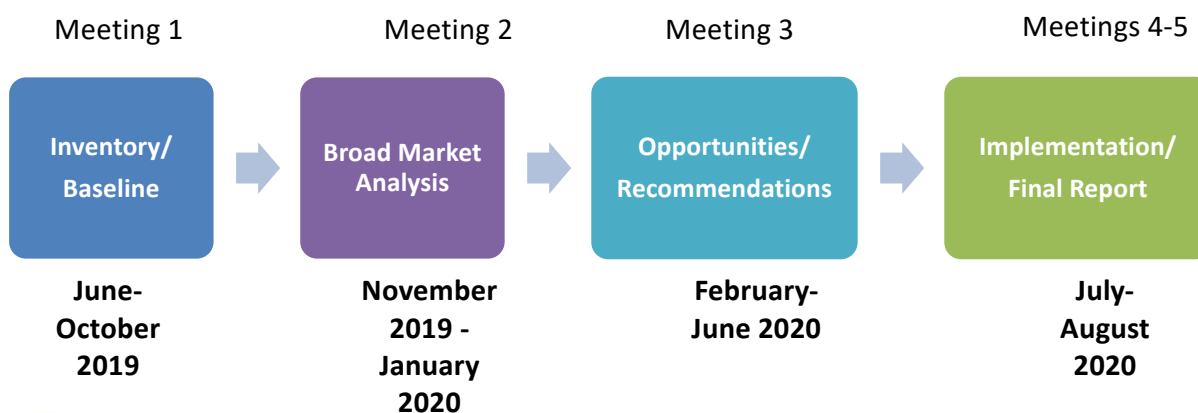 Meeting 1
Meeting 2
Meeting 3
Meetings 4-5
Inventory/
Baseline
Broad Market
Analysis
Opportunities/
Recommendations
Implementation/
Final Report
June-
October
2019
November
2019 -
January
2020
February-
June 2020
July-
August
2020